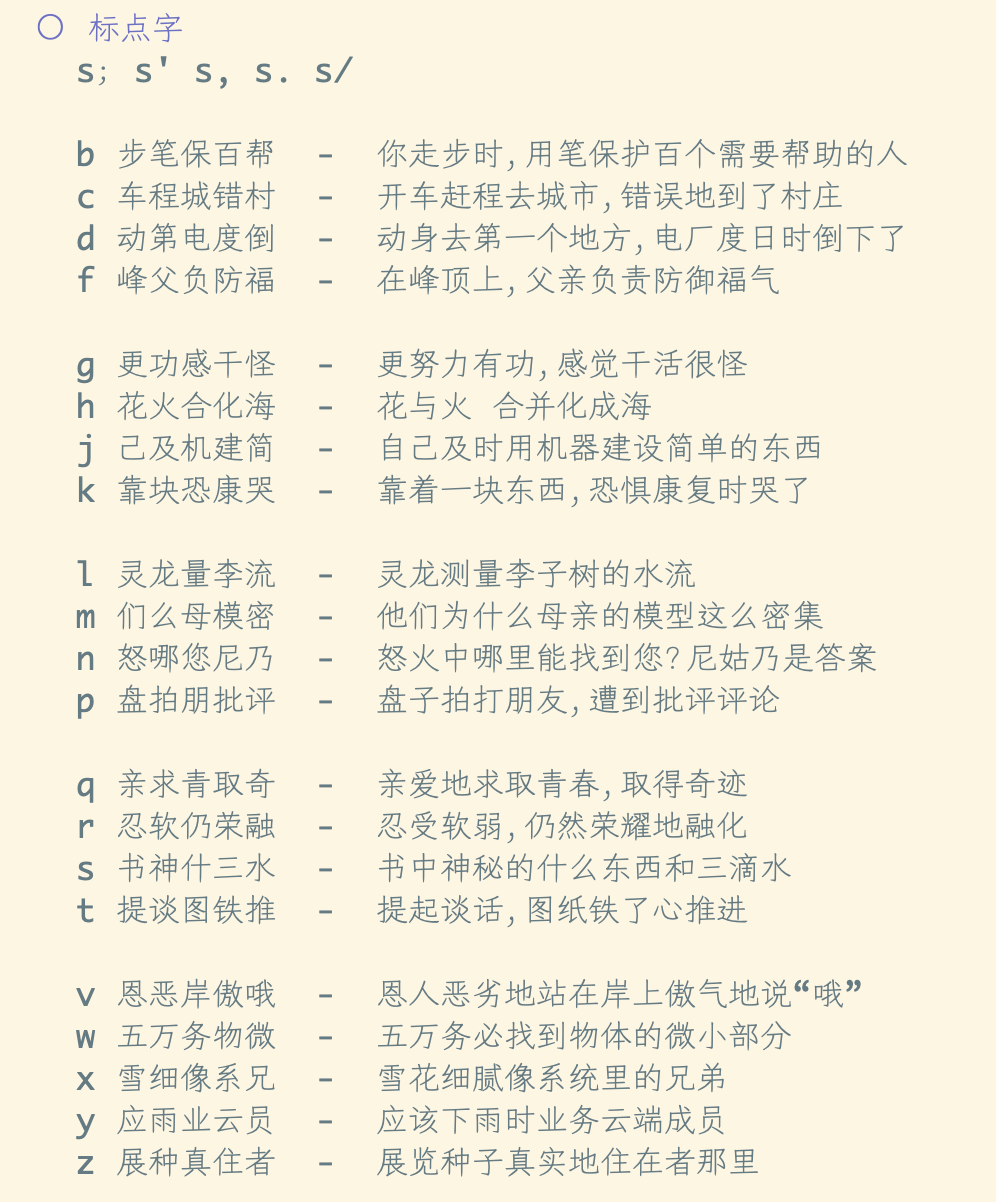 ○ 标点字
s; s' s, s. s/
b 步笔保百帮 - 你走步时,用笔保护百个需要帮助的人
c 车程城错村 - 开车赶程去城市,错误地到了村庄
d 动第电度倒 - 动身去第一个地方,电厂度日时倒下了
f 峰父负防福 - 在峰顶上,父亲负责防御福气
g 更功感干怪 - 更努力有功,感觉干活很怪
h 花火合化海 - 花与火 合并化成海
j 己及机建简 - 自己及时用机器建设简单的东西
k 靠块恐康哭 - 靠着一块东西,恐惧康复时哭了
l 灵龙量李流 - 灵龙测量李子树的水流
m 们么母模密 - 他们为什么母亲的模型这么密集
n 怒哪您尼乃 - 怒火中哪里能找到您?尼姑乃是答案
p 盘拍朋批评 - 盘子拍打朋友,遭到批评评论
q 亲求青取奇 - 亲爱地求取青春,取得奇迹
r 忍软仍荣融 - 忍受软弱,仍然荣耀地融化
s 书神什三水 - 书中神秘的什么东西和三滴水
t 提谈图铁推 - 提起谈话,图纸铁了心推进
v 恩恶岸傲哦 - 恩人恶劣地站在岸上傲气地说“哦”
w 五万务物微 - 五万务必找到物体的微小部分
x 雪细像系兄 - 雪花细腻像系统里的兄弟
y 应雨业云员 - 应该下雨时业务云端成员
z 展种真住者 - 展览种子真实地住在者那里